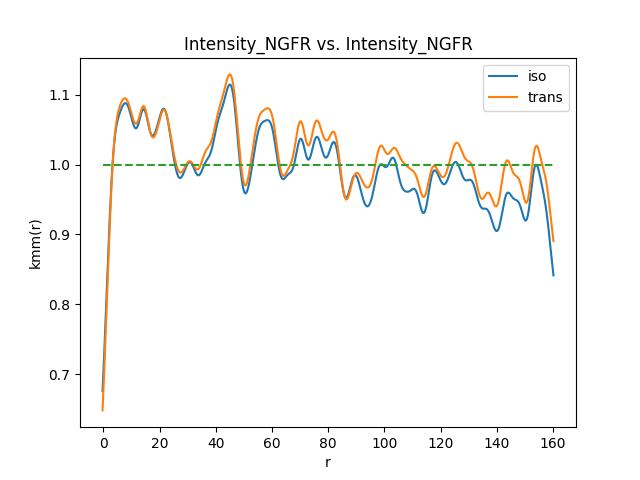 Intensity_NGFR vs. Intensity_NGFR
iso
trans
kmm(r)
1.1
1.0
0.9
0.8
0.7
0 20 40 60 80 100 120 140 160
r